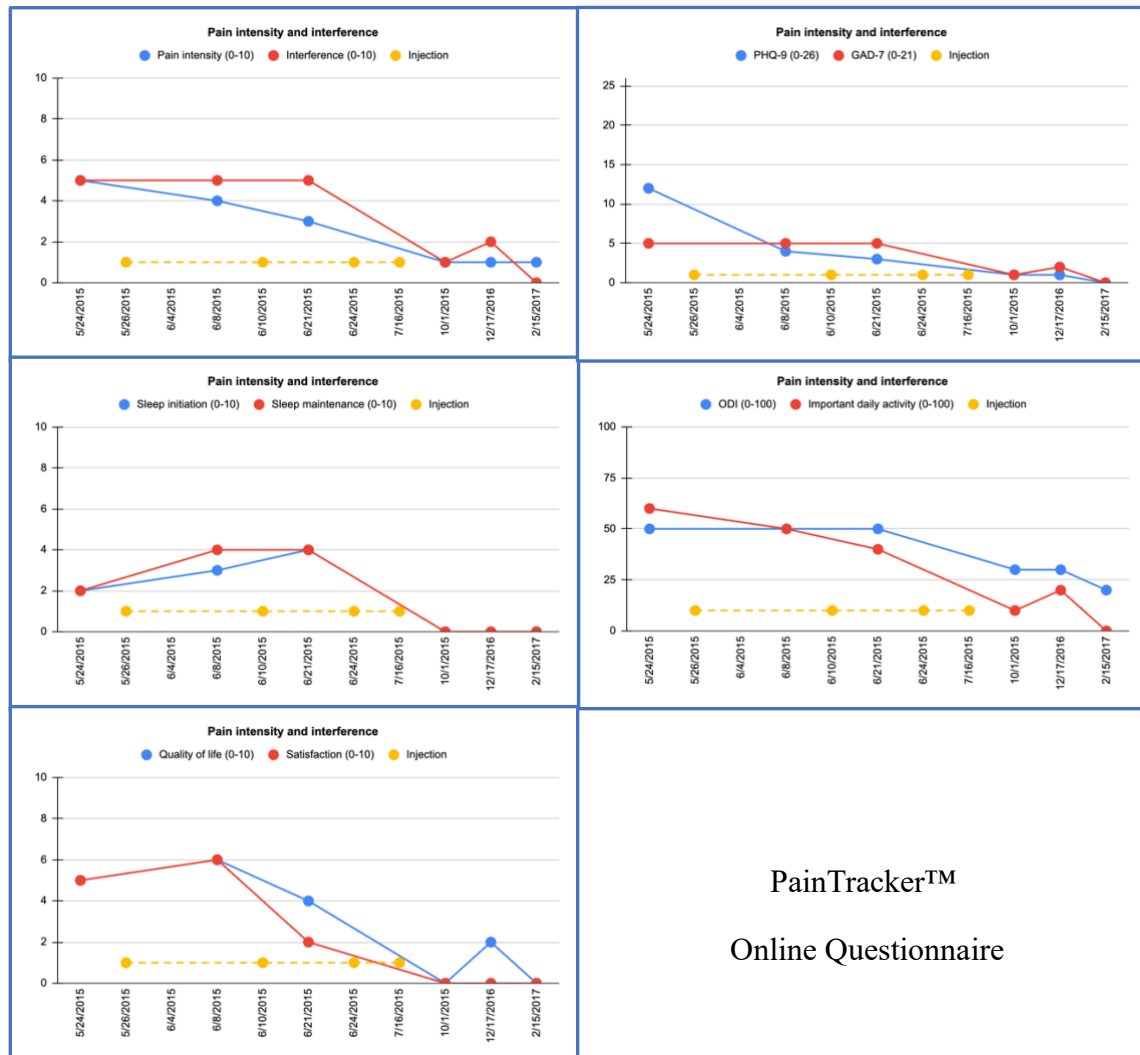 Pain intensity and interference
Pain intensity (0-10) Interference (0-10) Injection
10
8
6
4
2
0
5/24/2015 5/26/2015 6/4/2015 6/8/2015 6/10/2015 6/21/2015 6/24/2015 7/16/2015 10/1/2015 12/17/2016 2/15/2017
Pain intensity and interference
PHQ-9 (0-26) GAD-7 (0-21) Injection
25
20
15
10
5
0
5/24/2015 5/26/2015 6/4/2015 6/8/2015 6/10/2015 6/21/2015 6/24/2015 7/16/2015 10/1/2015 12/17/2016 2/15/2017
Pain intensity and interference
Sleep initiation (0-10) Sleep maintenance (0-10) Injection
10
8
6
4
2
0
5/24/2015 5/26/2015 6/4/2015 6/8/2015 6/10/2015 6/21/2015 6/24/2015 7/16/2015 10/1/2015 12/17/2016 2/15/2017
Pain intensity and interference
ODI (0-100) Important daily activity (0-100) Injection
100
75
50
25
0
5/24/2015 5/26/2015 6/4/2015 6/8/2015 6/10/2015 6/21/2015 6/24/2015 7/16/2015 10/1/2015 12/17/2016 2/15/2017
Pain intensity and interference
Quality of life (0-10) Satisfaction (0-10) Injection
10
8
6
4
2
0
5/24/2015 5/26/2015 6/4/2015 6/8/2015 6/10/2015 6/21/2015 6/24/2015 7/16/2015 10/1/2015 12/17/2016 2/15/2017
PainTracker™
Online Questionnaire